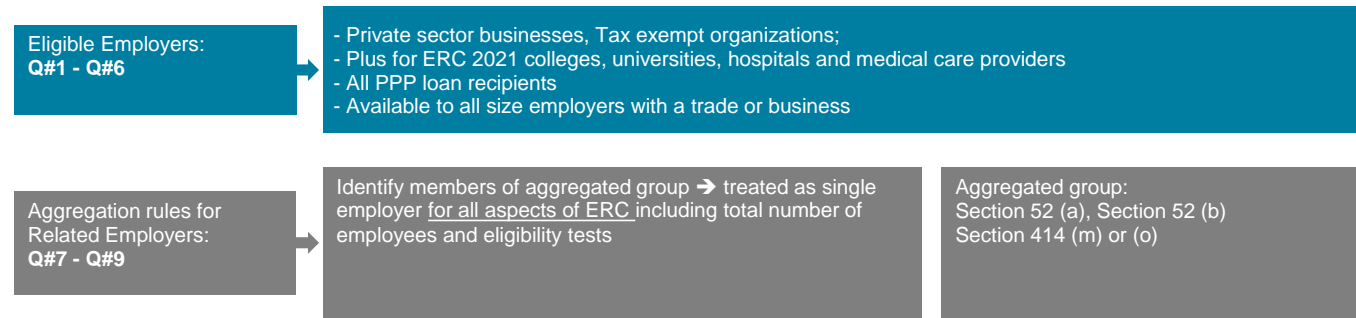 Eligible Employers:
Q#1 - Q#6
- Private sector businesses, Tax exempt organizations;
- Plus for ERC 2021 colleges, universities, hospitals and medical care providers
- All PPP loan recipients
- Available to all size employers with a trade or business
Aggregation rules for
Related Employers:
Q#7 - Q#9
Identify members of aggregated group ➔ treated as single
employer for all aspects of ERC including total number of
employees and eligibility tests
Aggregated group:
Section 52 (a), Section 52 (b)
Section 414 (m) or (o)